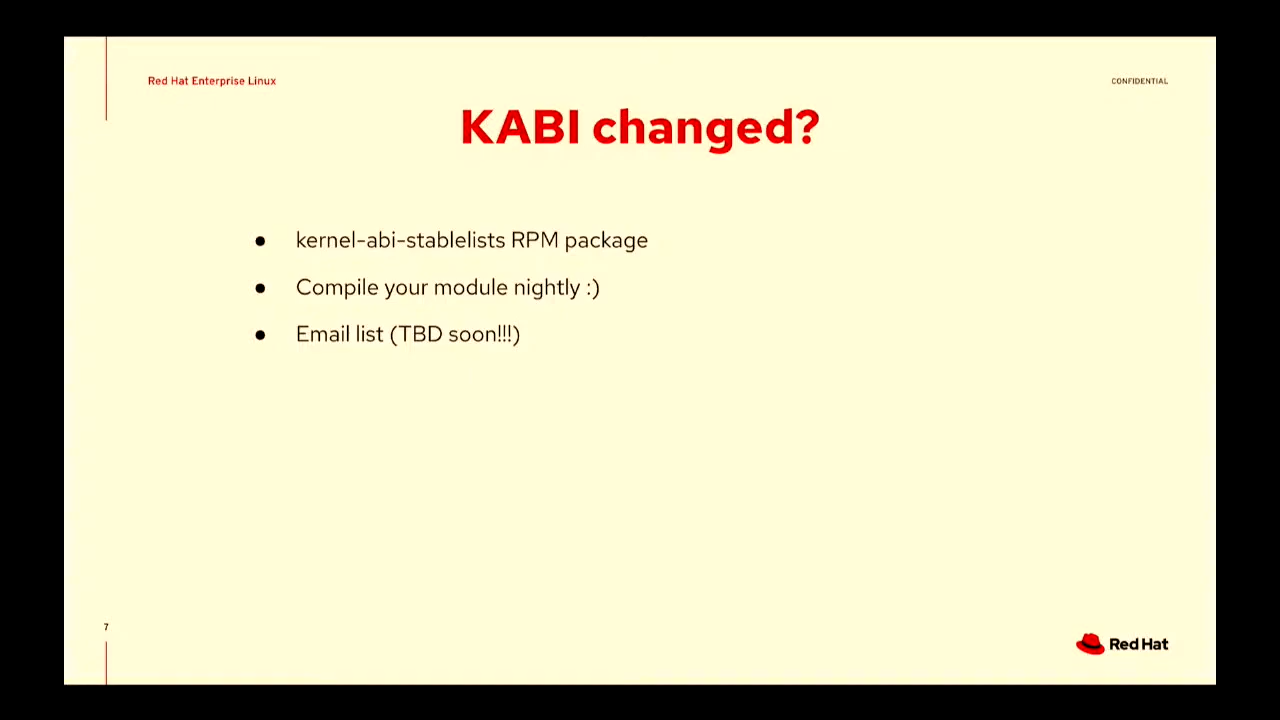 Red Hat Enterprise Linux
CONFIDENTIAL
KABI changed?
● kernel-abi-stablelists RPM package
● Compile your module nightly :)
● Email list (TBD soon!!!)
7
Red Hat